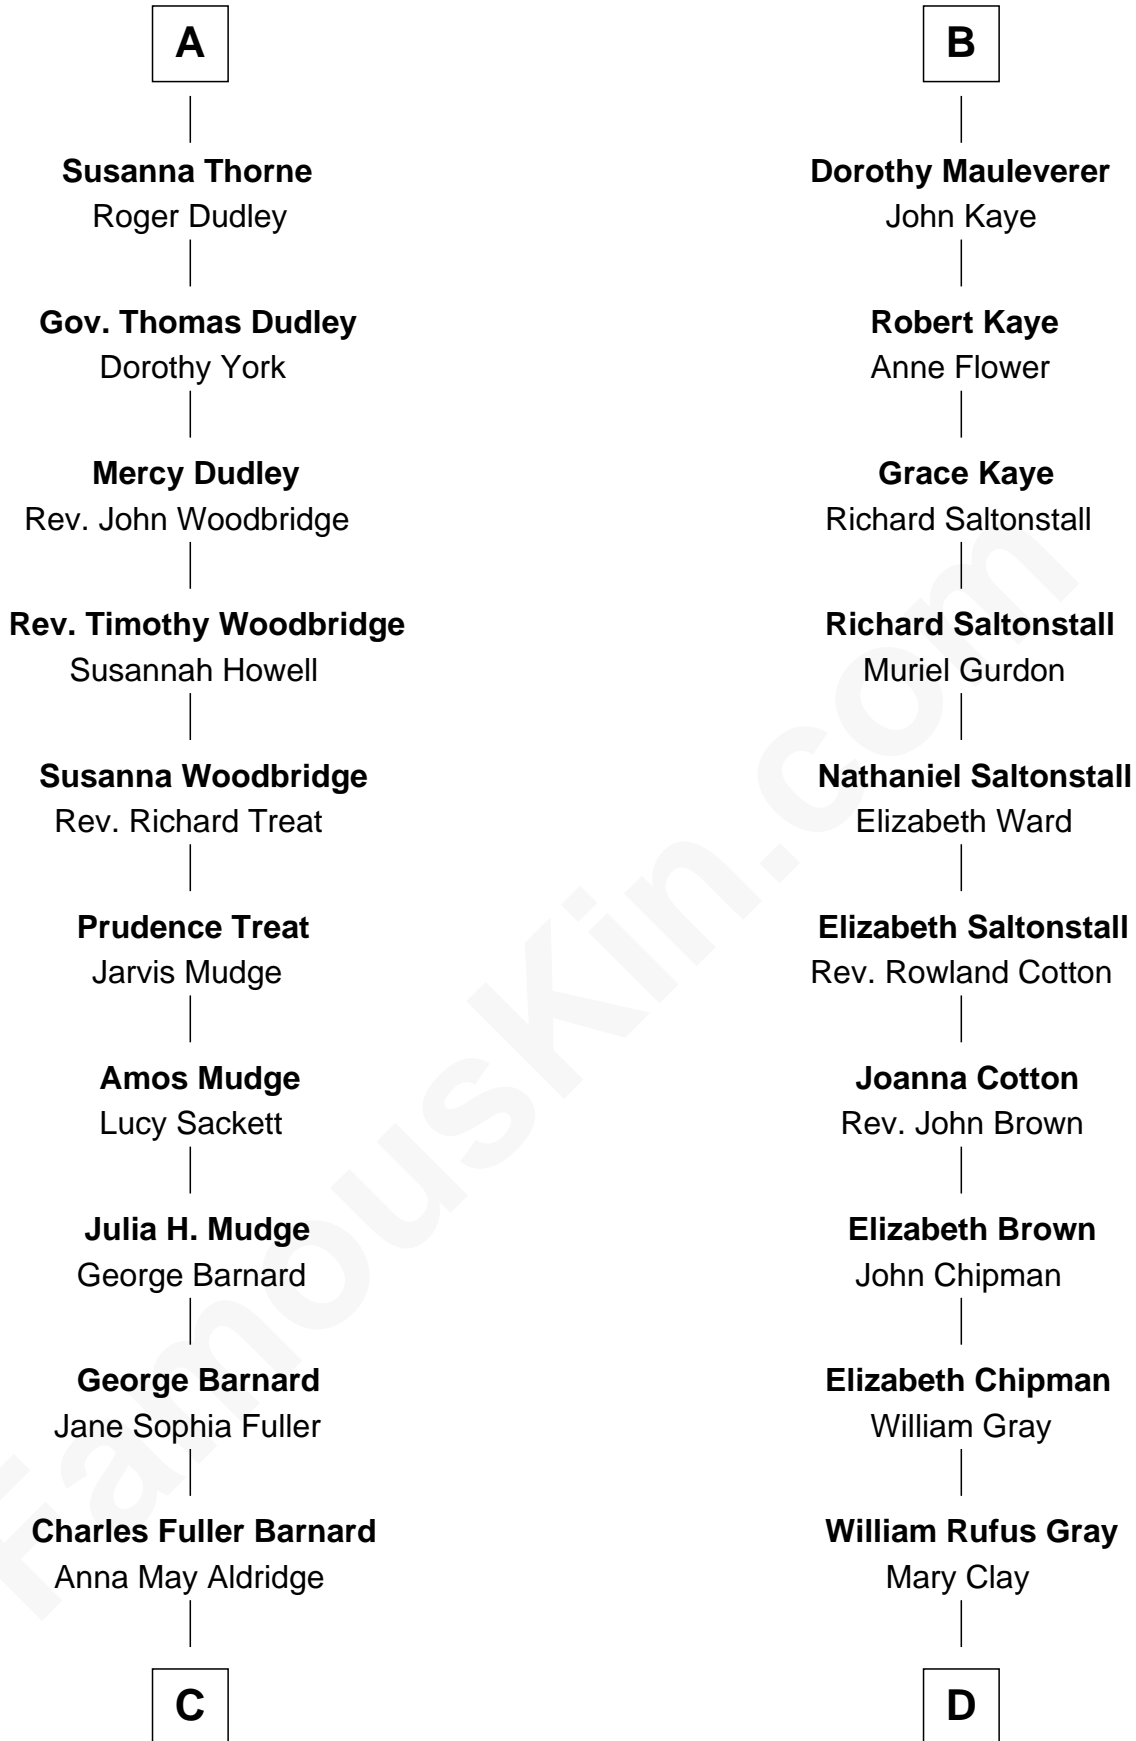 A
Susanna Thorne
Roger Dudley
Gov. Thomas Dudley
Dorothy York
Mercy Dudley
Rev. John Woodbridge
Rev. Timothy Woodbridge
Susannah Howell
Susanna Woodbridge
Rev. Richard Treat
Prudence Treat
Jarvis Mudge
Amos Mudge
Lucy Sackett
Julia H. Mudge
George Barnard
George Barnard
Jane Sophia Fuller
Charles Fuller Barnard
Anna May Aldridge
C
B
Dorothy Mauleverer
John Kaye
Robert Kaye
Anne Flower
Grace Kaye
Richard Saltonstall
Richard Saltonstall
Muriel Gurdon
Nathaniel Saltonstall
Elizabeth Ward
Elizabeth Saltonstall
Rev. Rowland Cotton
Joanna Cotton
Rev. John Brown
Elizabeth Brown
John Chipman
Elizabeth Chipman
William Gray
William Rufus Gray
Mary Clay
D
FamousKin.com